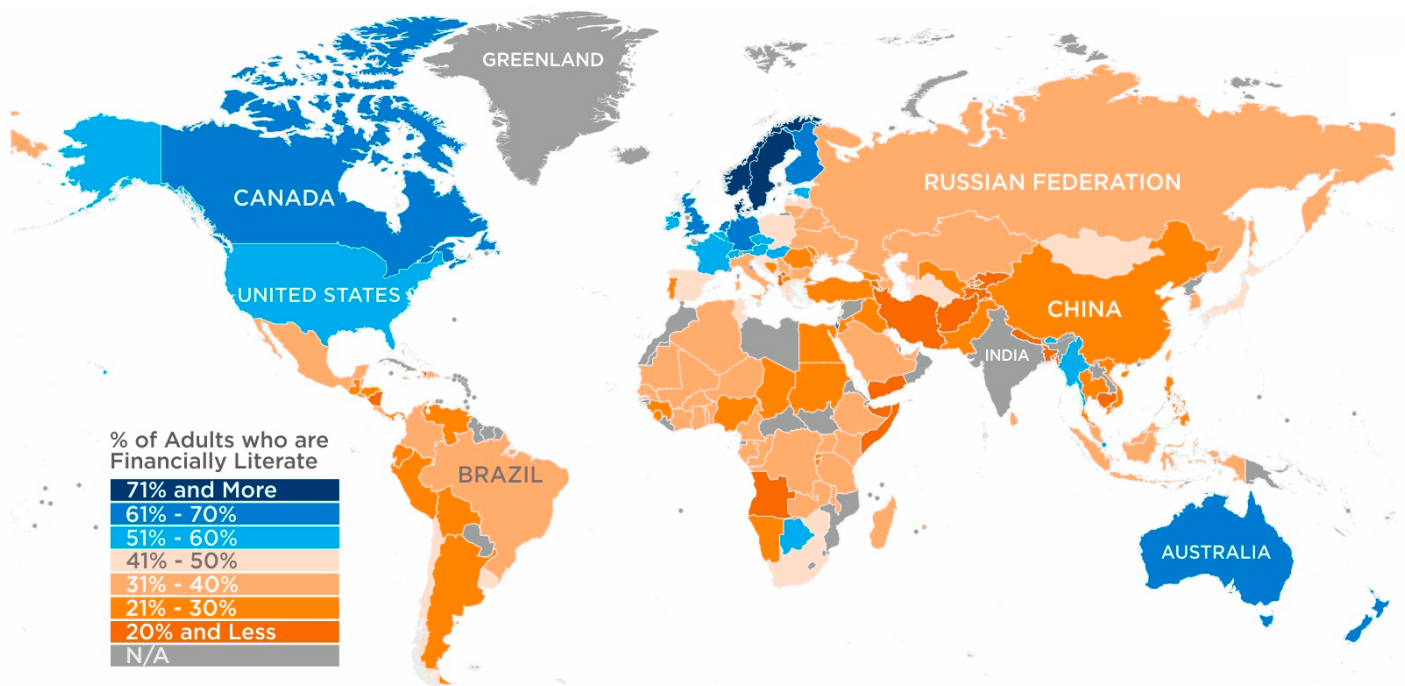 GREENLAND
CANADA
RUSSIAN FEDERATION
UNITED STATES
CHINA
INDIA
BRAZIL
AUSTRALIA
% of Adults who are
Financially Literate
71% and More
61% - 70%
51% - 60%
41% - 50%
31% - 40%
21% - 30%
20% and Less
N/A